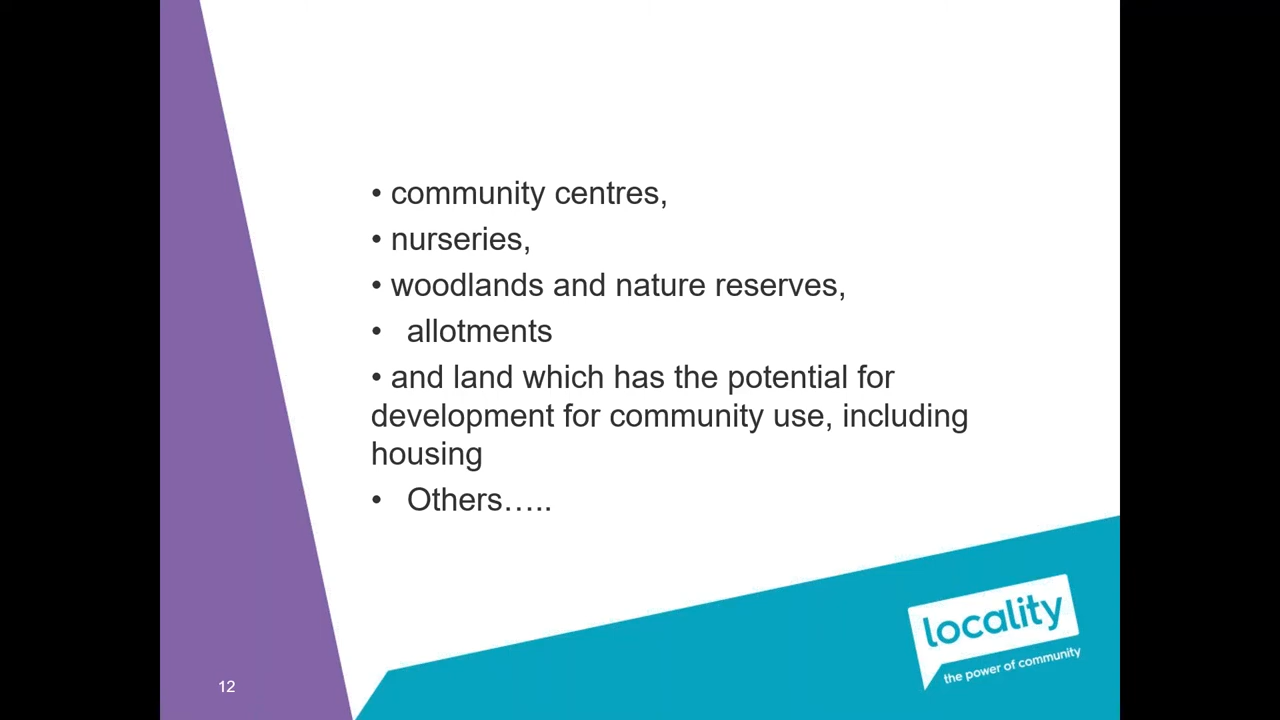 • community centres,
• nurseries,
• woodlands and nature reserves,
• allotments
• and land which has the potential for
development for community use, including
housing
• Others…..
locality
the power of community
12